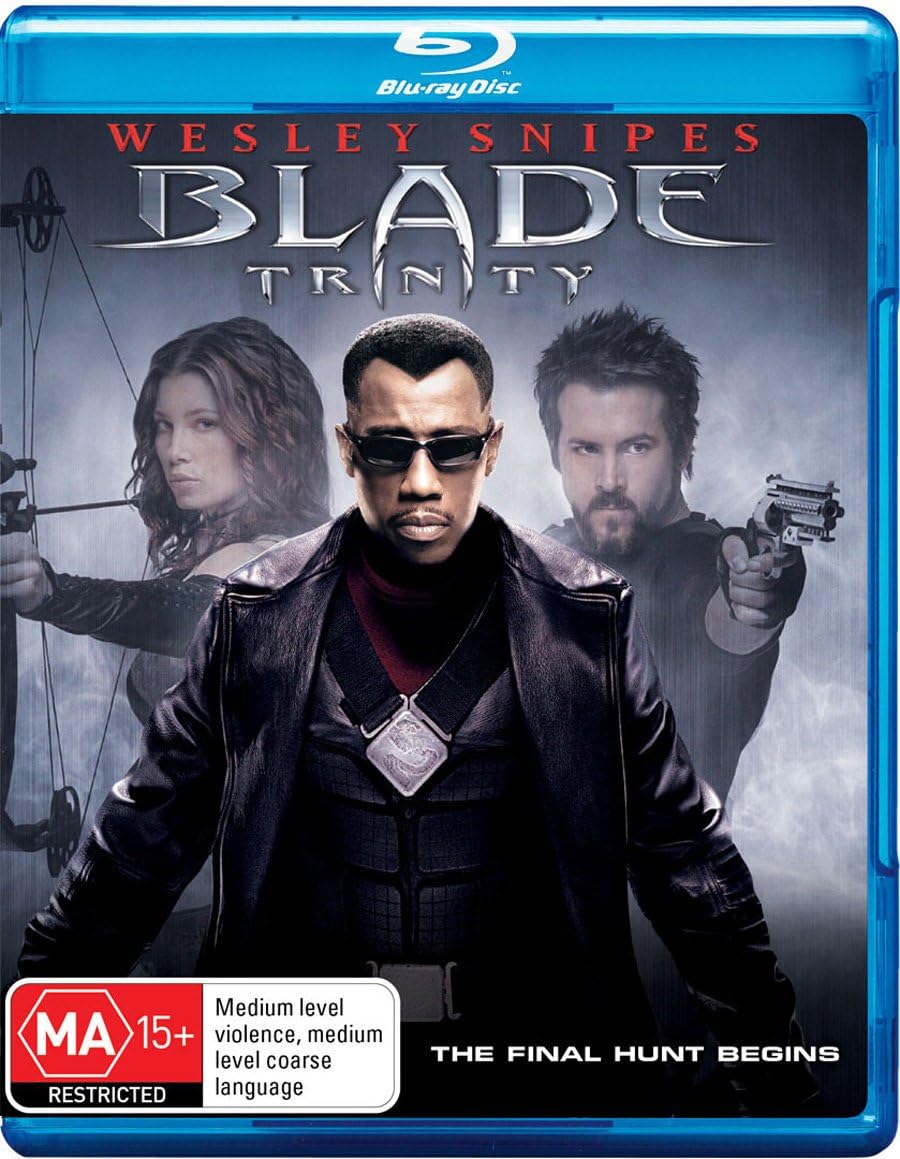 Blu-ray Disc™
WESLEY SNIPES
BLADE
TRINITY
MA 15+
RESTRICTED
Medium level
violence, medium
level coarse
language
THE FINAL HUNT BEGINS